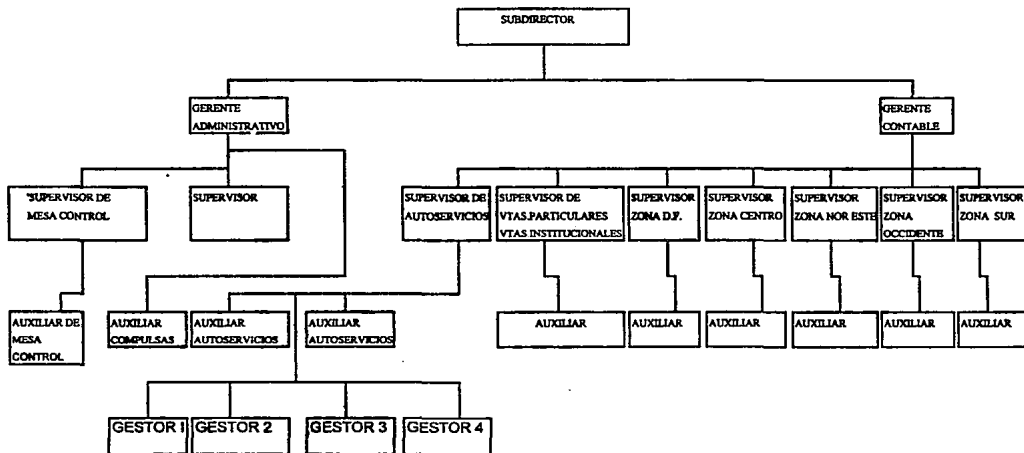 SUBDIRECTOR
GERENTE
ADMINISTRATIVO
GERENTE
CONTABLE
"SUPERVISOR DE
MESA CONTROL
SUPERVISOR
SUPERVISOR DE
AUTOSERVICIOS
SUPERVISOR DE
VTAS.PARTICULARES
VTAS INSTITUCIONALES
SUPERVISOR
ZONA D.F.
SUPERVISOR
ZONA CENTRO
SUPERVISOR
ZONA NOR ESTE
SUPERVISOR
ZONA
OCCIDENTE
SUPERVISOR
ZONA SUR
AUXILIAR DE
MESA
CONTROL
AUXILIAR
COMPULSAS
AUXILIAR
AUTOSERVICIOS
AUXILIAR
AUTOSERVICIOS
AUXILIAR
AUXILIAR
AUXILIAR
AUXILIAR
AUXILIAR
AUXILIAR
GESTOR 1
GESTOR 2
GESTOR 3
GESTOR 4